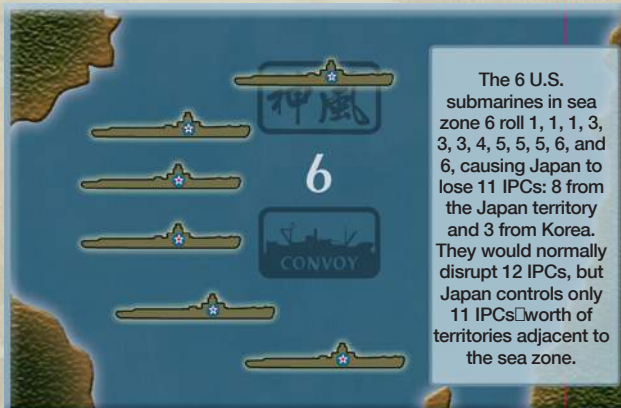 神風
6
CONVOY
The 6 U.S.
submarines in sea
zone 6 roll 1, 1, 1, 3,
3, 3, 4, 5, 5, 5, 6, and
6, causing Japan to
lose 11 IPCs: 8 from
the Japan territory
and 3 from Korea.
They would normally
disrupt 12 IPCs, but
Japan controls only
11 IPCs□worth of
territories adjacent to
the sea zone.